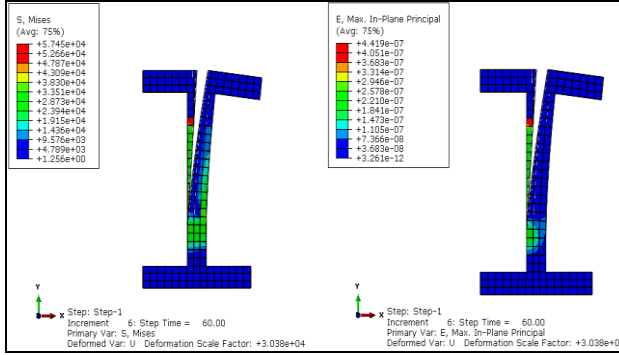 S, Mises
(Avg: 75%)
+5.745e+04
+5.266e+04
+4.787e+04
+4.309e+04
+3.830e+04
+3.351e+04
+2.873e+04
+2.394e+04
+1.915e+04
+1.436e+04
+9.576e+03
+4.789e+03
+1.256e+00
E, Max. In-Plane Principal
(Avg: 75%)
+4.419e-07
+4.051e-07
+3.683e-07
+3.314e-07
+2.946e-07
+2.578e-07
+2.210e-07
+1.841e-07
+1.473e-07
+1.105e-07
+7.366e-08
+3.683e-08
+3.261e-12
Y
X
Step: Step-1
Increment 6: Step Time = 60.00
Primary Var: S, Mises
Deformed Var: U Deformation Scale Factor: +3.038e+04
Y
X
Step: Step-1
Increment 6: Step Time = 60.00
Primary Var: E, Max. In-Plane Principal
Deformed Var: U Deformation Scale Factor: +3.038e+0